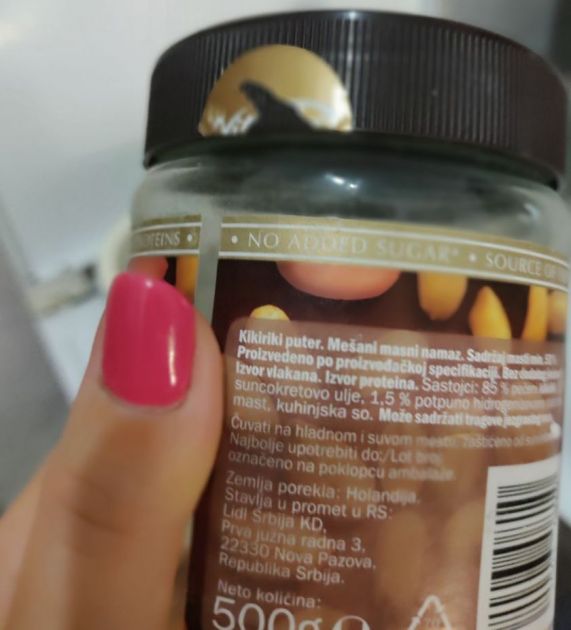 PROTEINS •
• NO ADDED SUGAR* • SOURCE OF
Kikiriki puter. Mešani masni namaz. Sadržaj masti min.
Proizvedeno po proizvođačkoj specifikaciji. Bez
Izvor vlakana. Izvor proteina. Sastojci: 85 %
suncokretovo ulje, 1.5 % potpuno
mast, kuhinjska so. Može sadržati tragove
Čuvati na hladnom i suvom mestu, zaštićeno od
Najbolje upotrebiti do:/Lot broj
označeno na poklopcu ambalaže.
Zemlja porekla: Holandija.
Stavlja u promet u RS:
Lidl Srbija KD,
Prva južna radna 3,
22330 Nova Pazova,
Republika Srbija.
Neto količina:
500g e